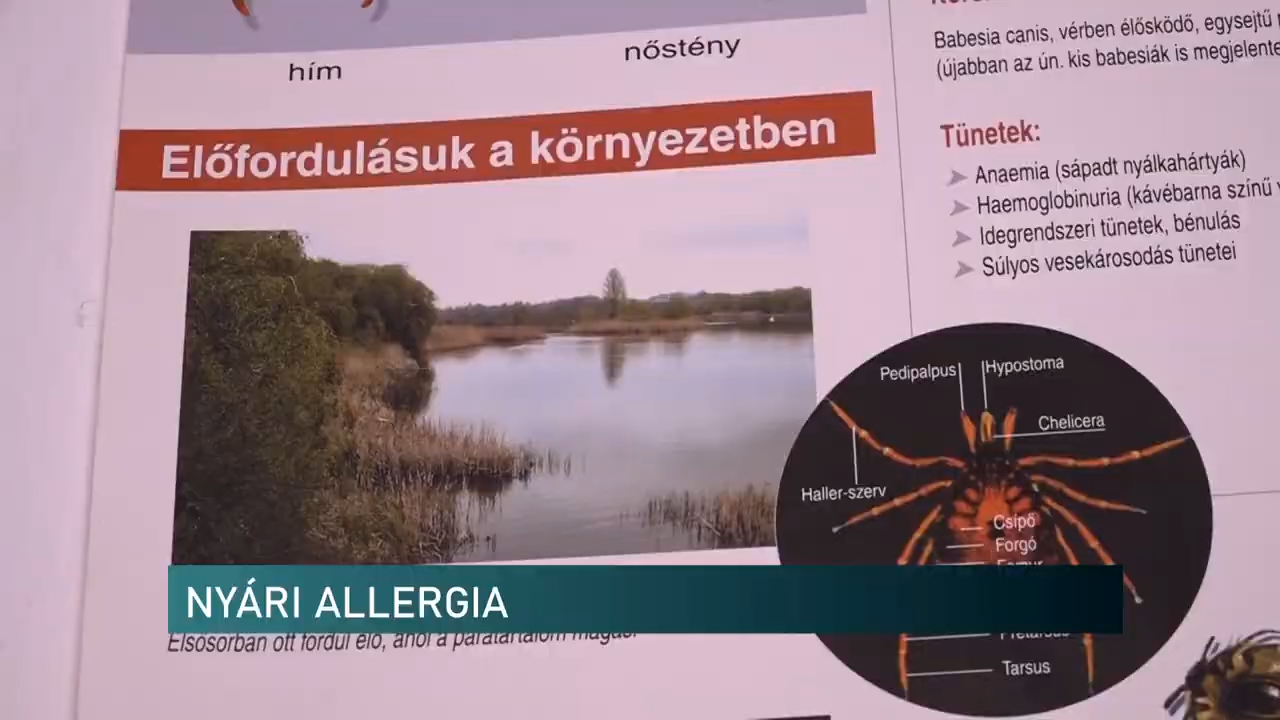 hím
nőstény
Előfordulásuk a környezetben
Babesia canis, vérben élősködő, egysejtű
(újabban az ún. kis babesiák is megjelente
Tünetek:
Anaemia (sápadt nyálkahártyák)
Haemoglobinuria (kávébarna színű
Idegrendszeri tünetek, bénulás
Súlyos vesekárosodás tünetei
Pedipalpus
Hypostoma
Chelicera
Haller-szerv
Csípő
Forgó
Tarsus
NYÁRI ALLERGIA
Elsősorban ott fordul elő, ahol a páratartalom magas.